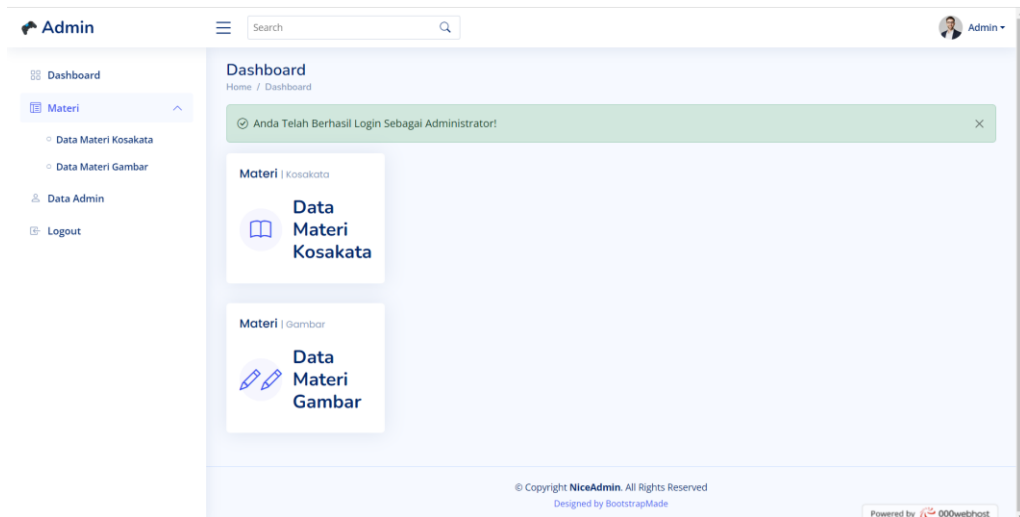 Admin
Search
Admin
Dashboard
Materi
Data Materi Kosakata
Data Materi Gambar
Data Admin
Logout
Dashboard
Home / Dashboard
Anda Telah Berhasil Login Sebagai Administrator!
Materi | Kosakata
Data
Materi
Kosakata
Materi | Gambar
Data
Materi
Gambar
© Copyright NiceAdmin. All Rights Reserved
Designed by BootstrapMade
Powered by 000webhost